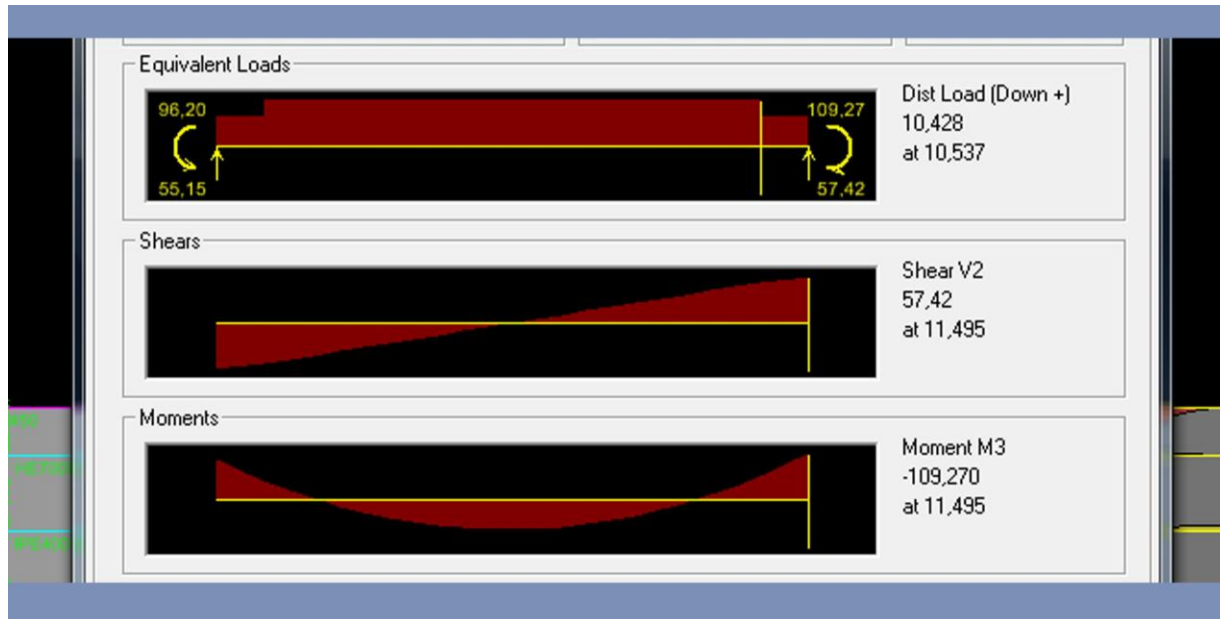 Equivalent Loads
96,20
109,27
55,15
57,42
Dist Load (Down +)
10,428
at 10,537
Shears
Shear V2
57,42
at 11,495
Moments
Moment M3
-109,270
at 11,495